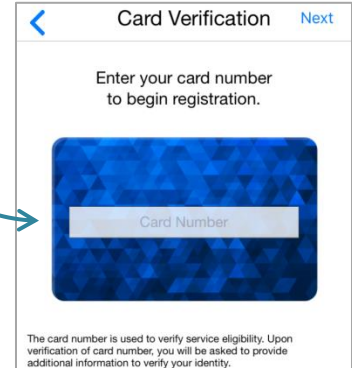 Card Verification Next
Enter your card number
to begin registration.
Card Number
The card number is used to verify service eligibility. Upon
verification of card number, you will be asked to provide
additional information to verify your identity.